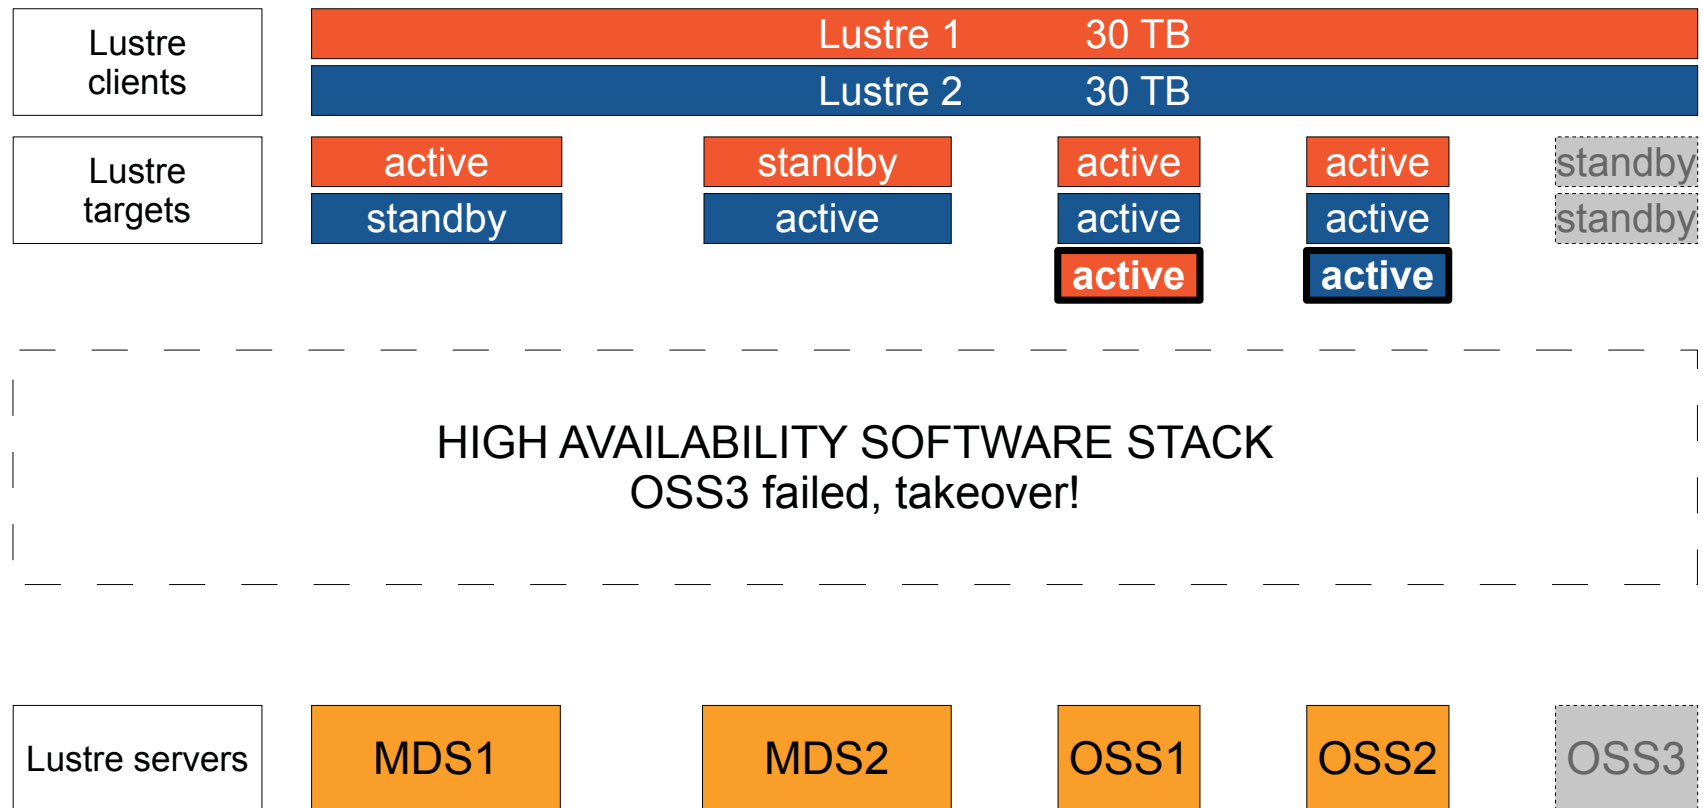 Lustre
clients
Lustre 1 30 TB
Lustre 2 30 TB
Lustre
targets
active standby active active standby
standby active active active standby
active active
HIGH AVAILABILITY SOFTWARE STACK
OSS3 failed, takeover!
Lustre servers MDS1 MDS2 OSS1 OSS2 OSS3